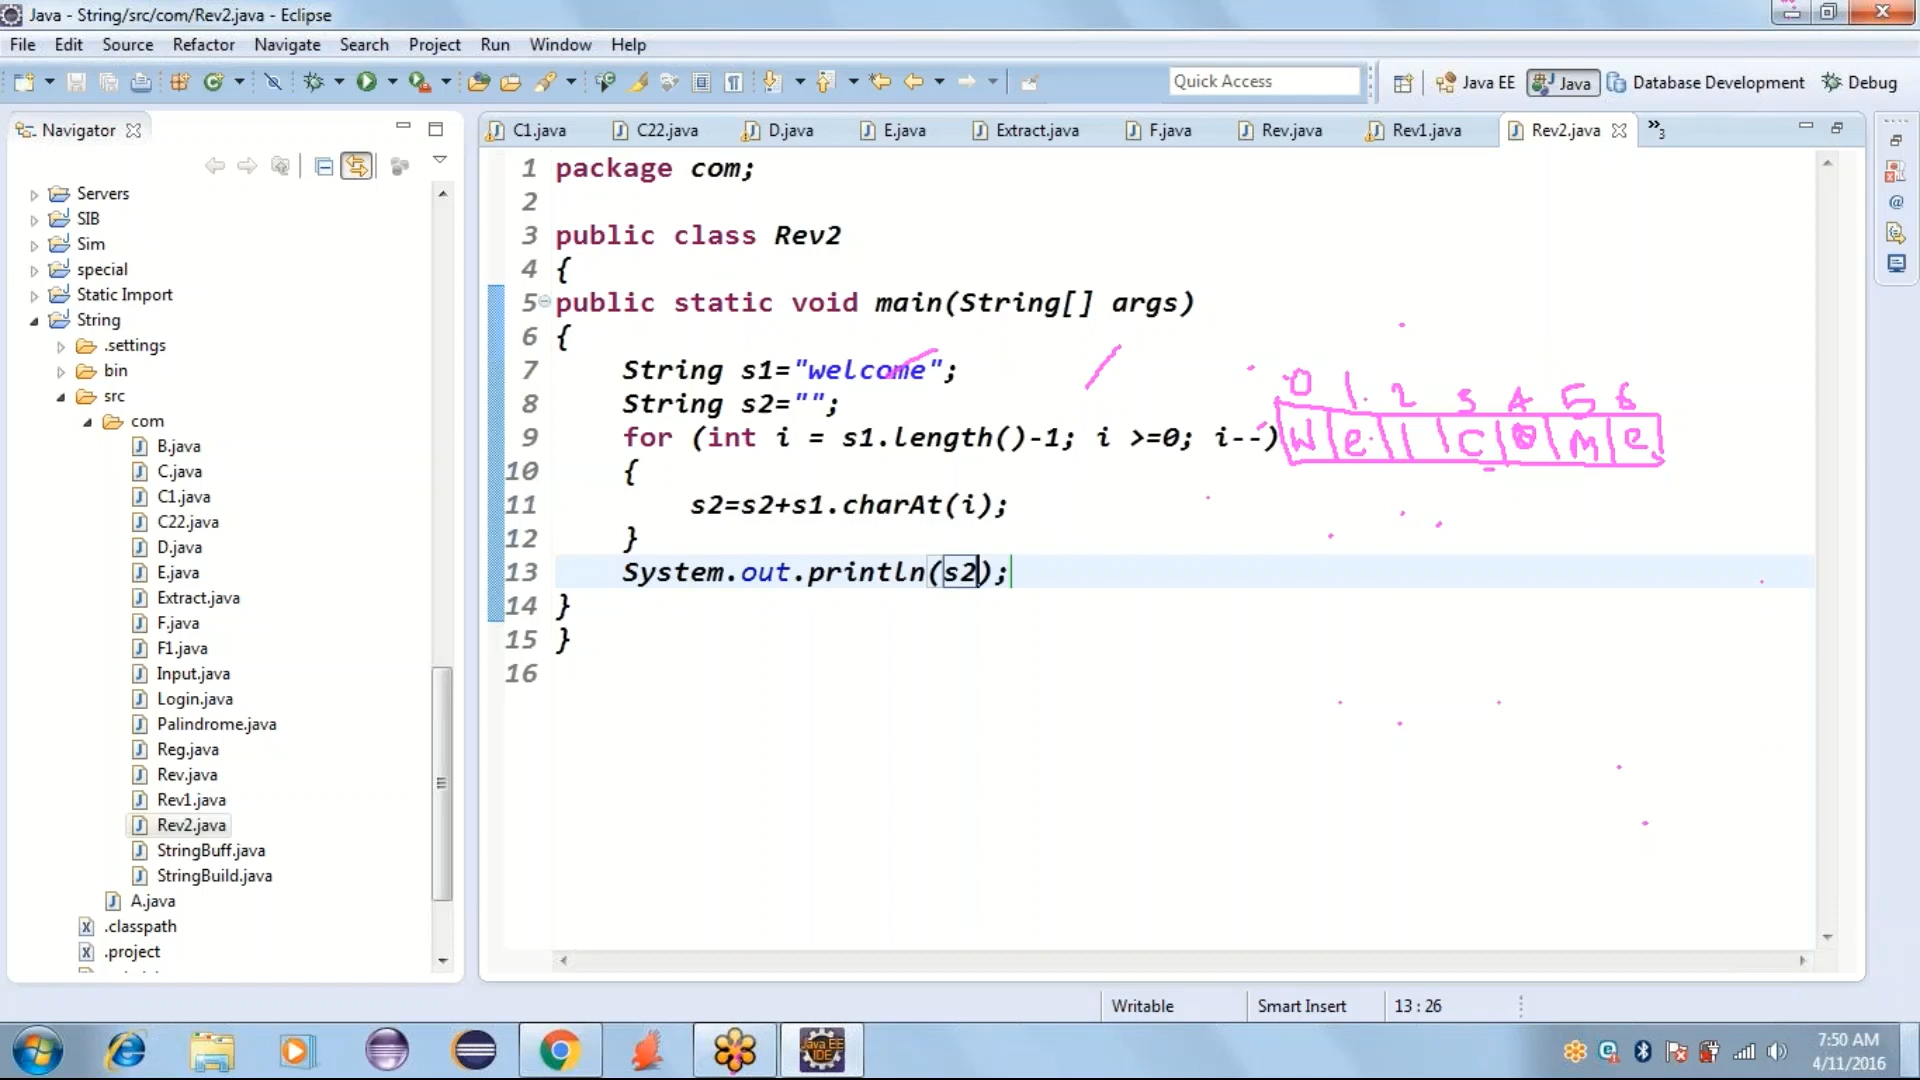 Java - String/src/com/Rev2.java - Eclipse
File Edit Source Refactor Navigate Search Project Run Window Help
Quick Access
Java EE
Java
Database Development
Debug
Navigator
C1.java
C22.java
D.java
E.java
Extract.java
F.java
Rev.java
Rev1.java
Rev2.java
»3
Servers
SIB
Sim
special
Static Import
String
.settings
bin
src
com
B.java
C.java
C1.java
C22.java
D.java
E.java
Extract.java
F.java
F1.java
Input.java
Login.java
Palindrome.java
Reg.java
Rev.java
Rev1.java
Rev2.java
StringBuff.java
StringBuild.java
A.java
.classpath
.project
1 package com;
2
3 public class Rev2
4 {
5 public static void main(String[] args)
6 {
7 String s1="welcome";
8 String s2="";
9 for (int i = s1.length()-1; i >=0; i--)
10 {
11 s2=s2+s1.charAt(i);
12 }
13 System.out.println(s2);
14 }
15 }
16
0 1 2 3 4 5 6
W e l c o m e
Writable
Smart Insert
13 : 26
Java EE
IDE
7:50 AM
4/11/2016